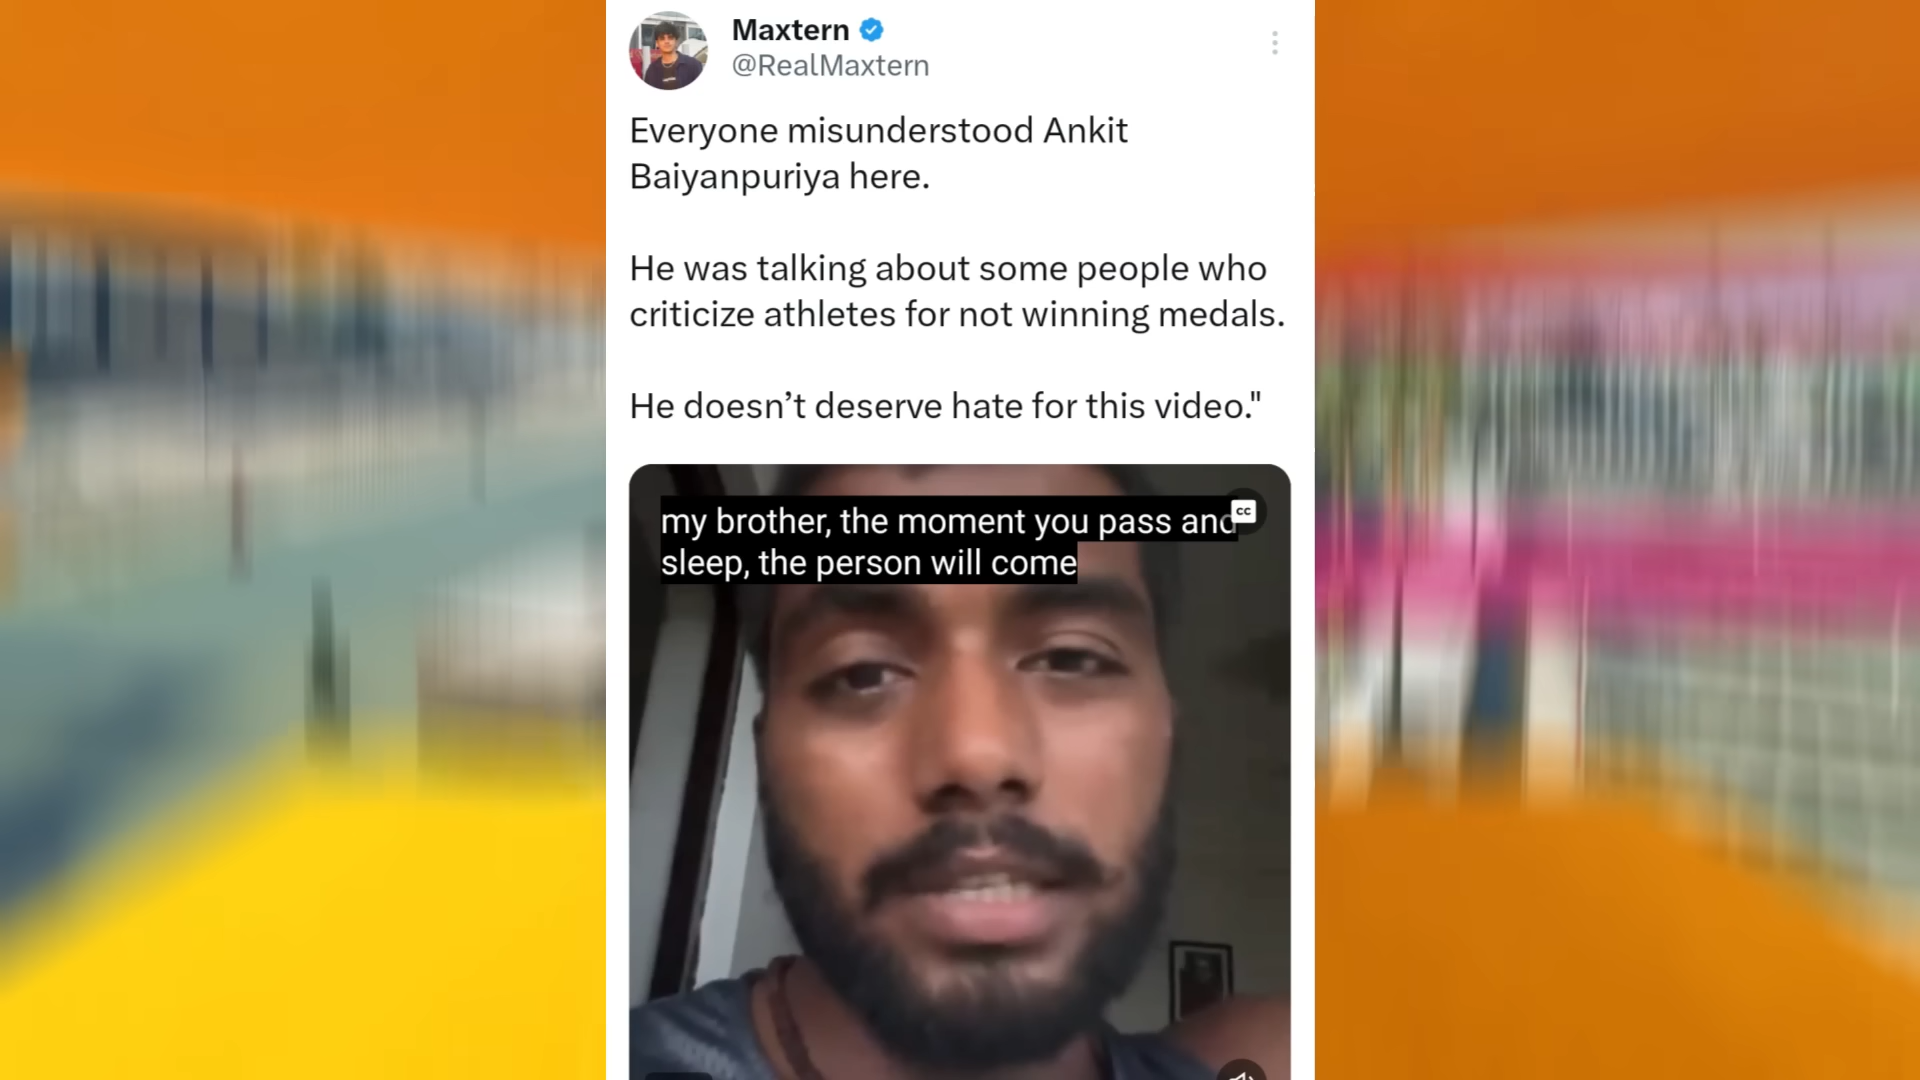 Maxtern
@RealMaxtern
Everyone misunderstood Ankit
Baiyanpuriya here.
He was talking about some people who
criticize athletes for not winning medals.
He doesn’t deserve hate for this video."
my brother, the moment you pass and
sleep, the person will come
CC